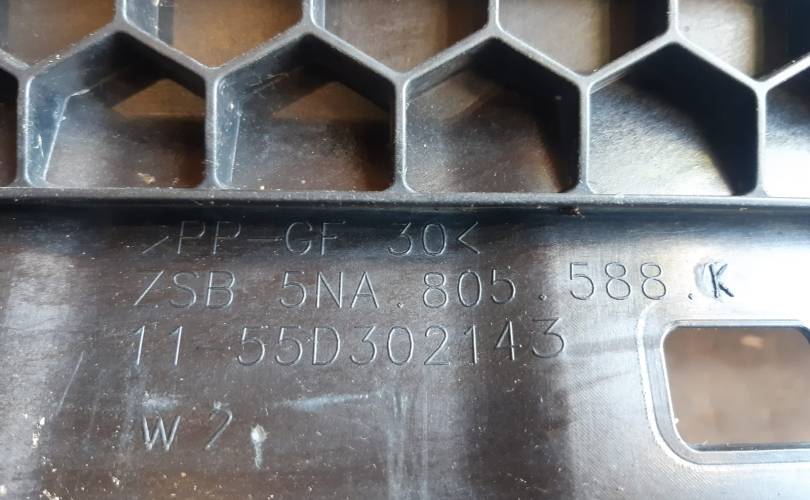 >PP-GF 30<
ZSB 5NA.805.588.K
11-55D302143
W 2